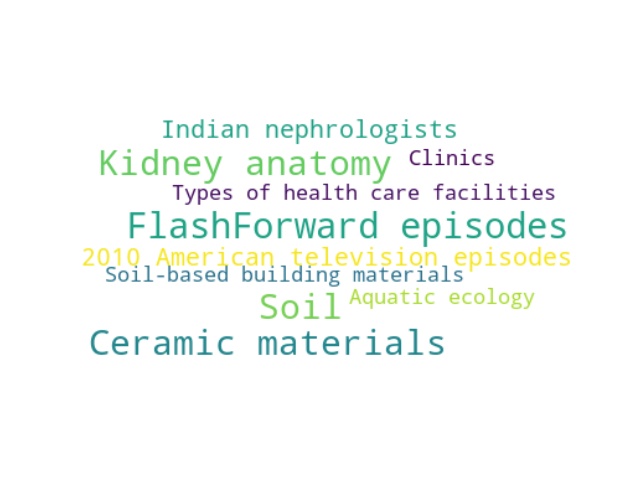 Indian nephrologists
Kidney anatomy Clinics
Types of health care facilities
FlashForward episodes
2010 American television episodes
Soil-based building materials
Soil Aquatic ecology
Ceramic materials